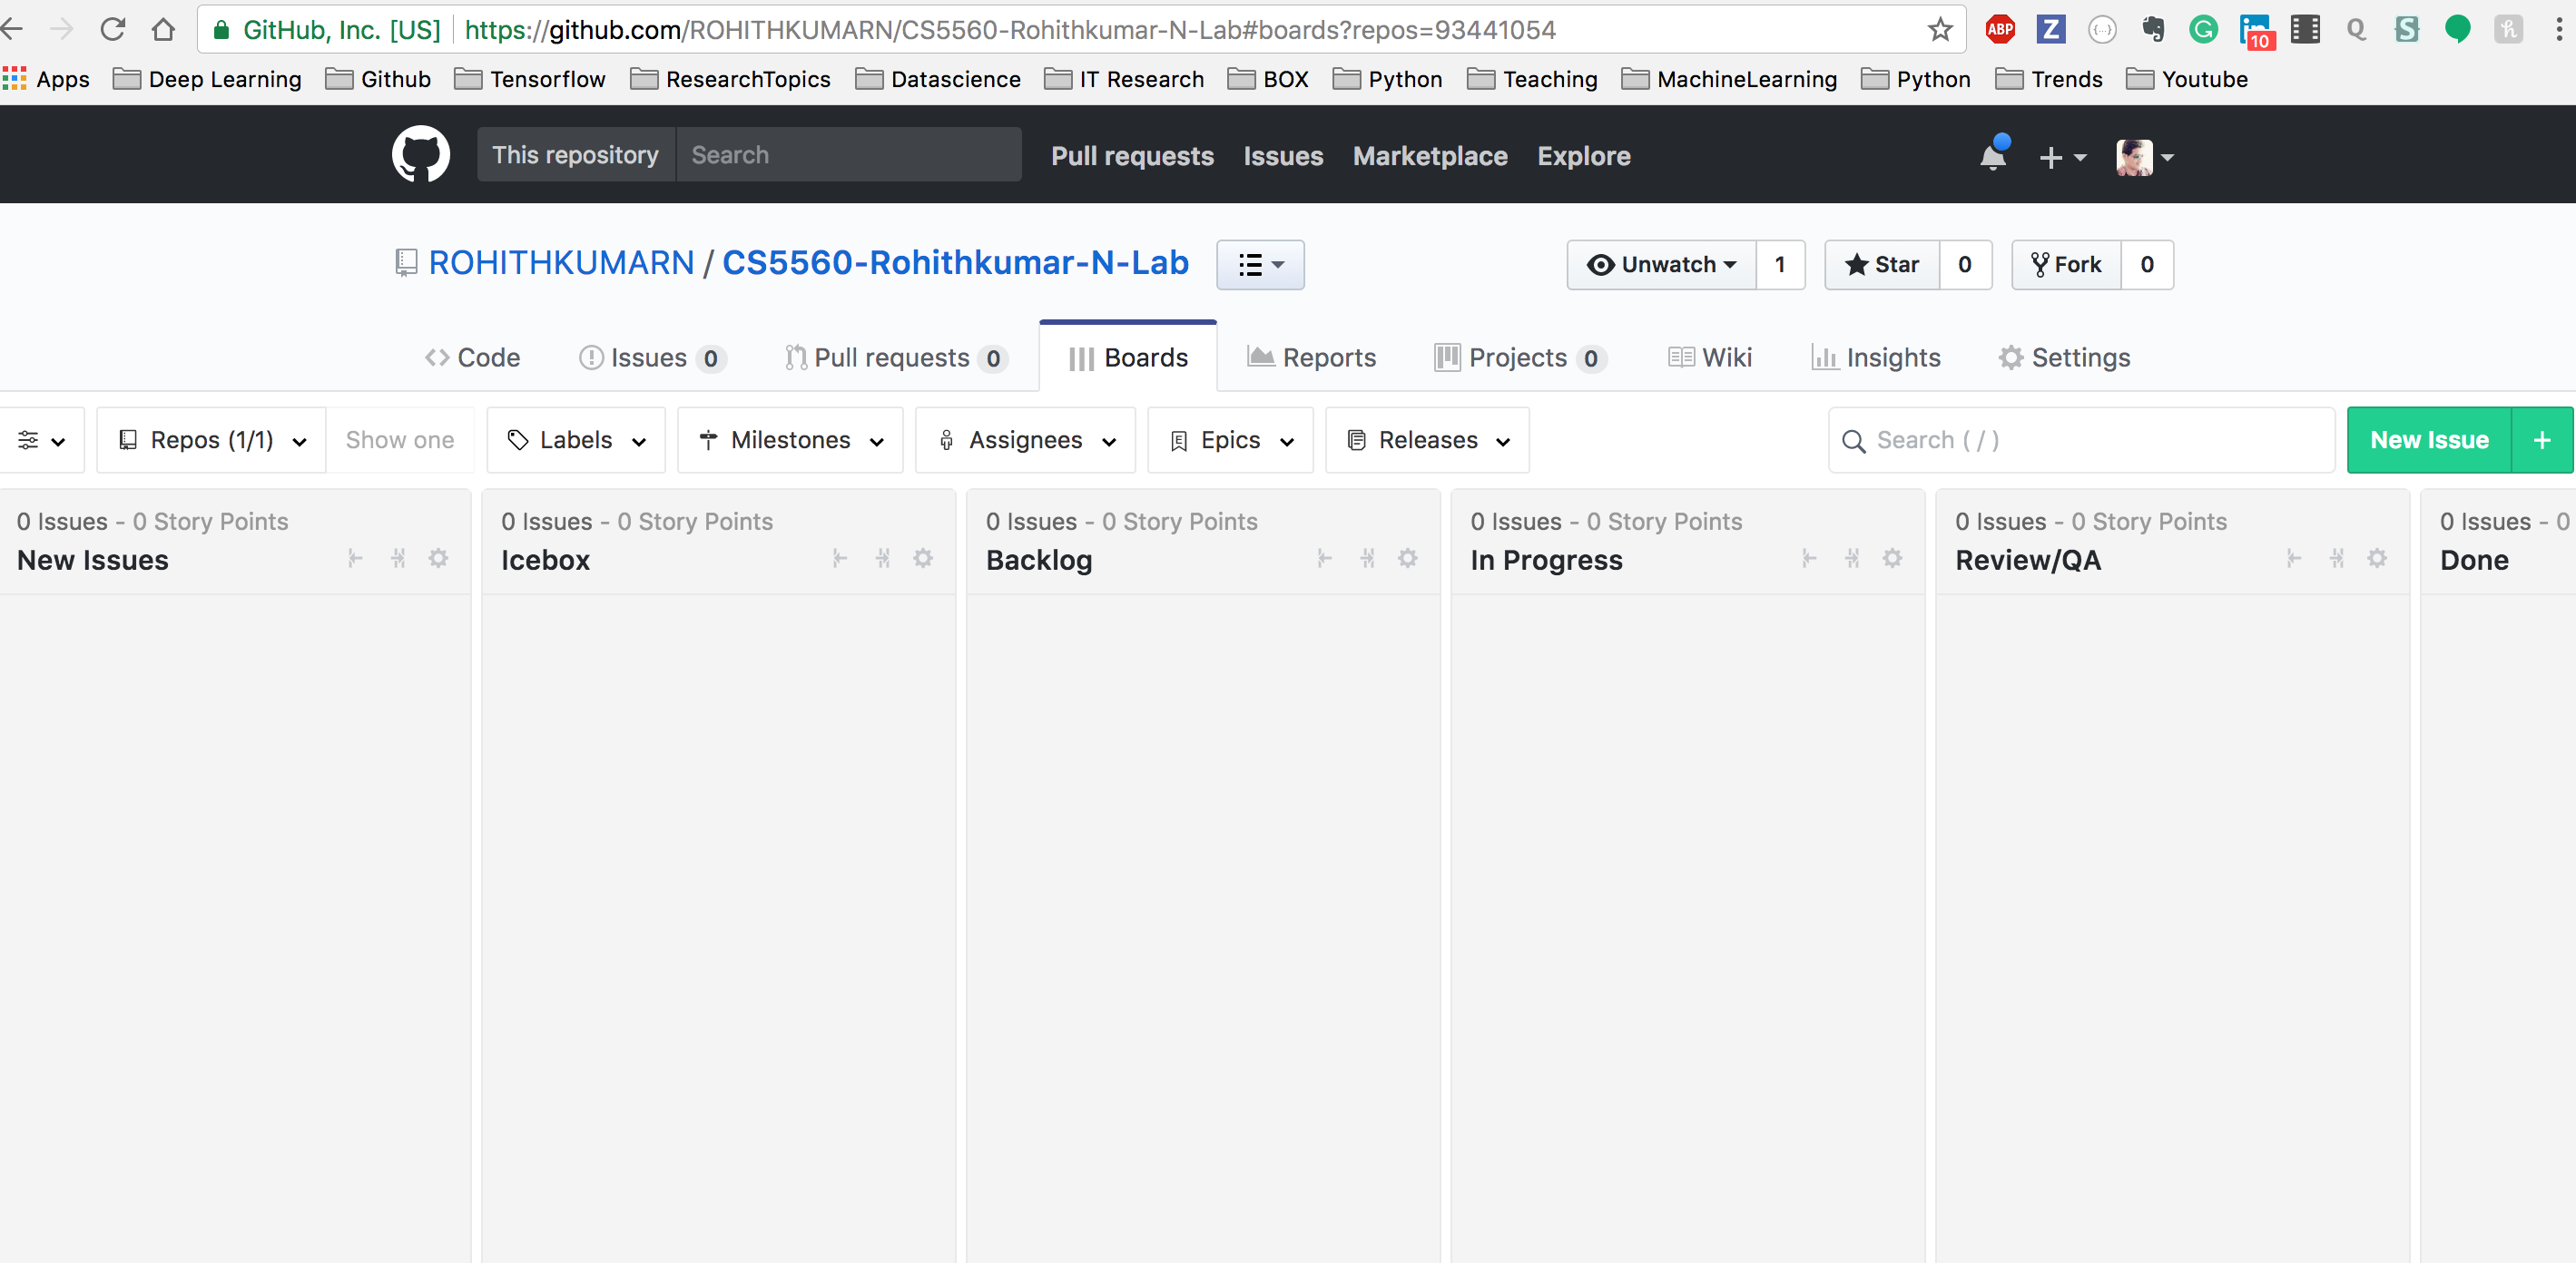 GitHub, Inc. [US] https://github.com/ROHITHKUMARN/CS5560-Rohithkumar-N-Lab#boards?repos=93441054 ABP Z {...} G in 10 Q S h
Apps Deep Learning Github Tensorflow ResearchTopics Datascience IT Research BOX Python Teaching MachineLearning Python Trends Youtube
This repository Search Pull requests Issues Marketplace Explore
ROHITHKUMARN / CS5560-Rohithkumar-N-Lab Unwatch 1 Star 0 Fork 0
Code Issues 0 Pull requests 0 Boards Reports Projects 0 Wiki Insights Settings
Repos (1/1) Show one Labels Milestones Assignees E Epics Releases Search ( / ) New Issue +
0 Issues - 0 Story Points 0 Issues - 0 Story Points 0 Issues - 0 Story Points 0 Issues - 0 Story Points 0 Issues - 0 Story Points 0 Issues - 0
New Issues Icebox Backlog In Progress Review/QA Done